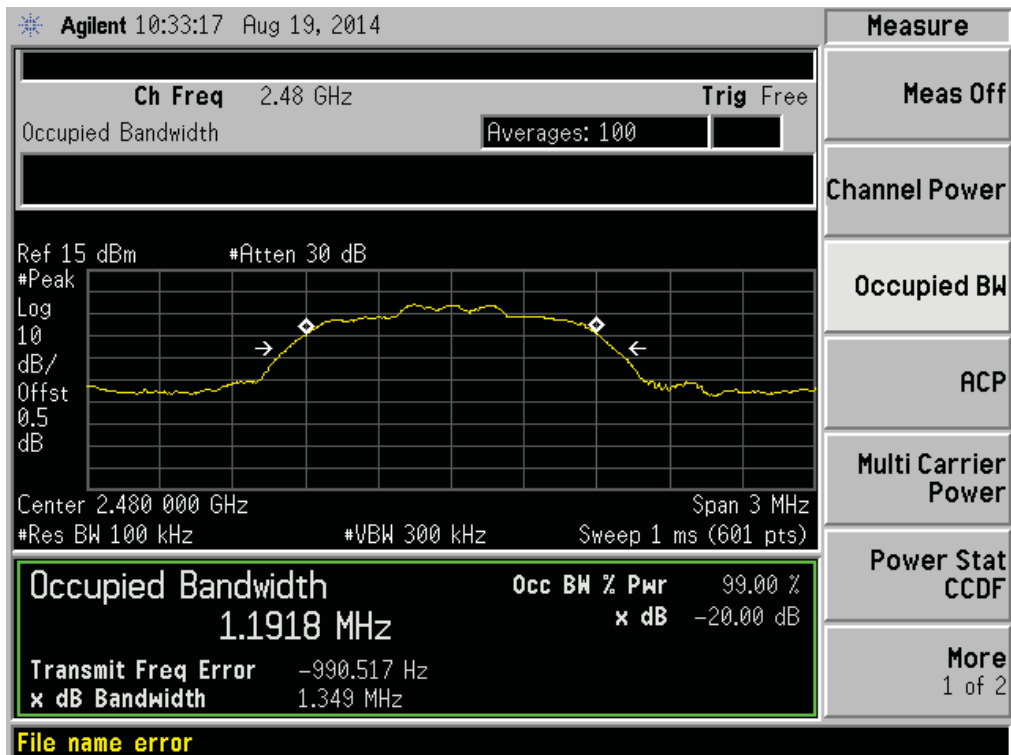 Agilent 10:33:17 Aug 19, 2014
Measure
Ch Freq 2.48 GHz Trig Free
Occupied Bandwidth Averages: 100
Meas Off
Channel Power
Occupied BW
ACP
Multi Carrier
Power
Power Stat
CCDF
More
1 of 2
Ref 15 dBm #Atten 30 dB
#Peak
Log
10
dB/
Offst
0.5
dB
Center 2.480 000 GHz Span 3 MHz
#Res BW 100 kHz #VBW 300 kHz Sweep 1 ms (601 pts)
Occupied Bandwidth Occ BW % Pwr 99.00 %
1.1918 MHz x dB -20.00 dB
Transmit Freq Error -990.517 Hz
x dB Bandwidth 1.349 MHz
File name error